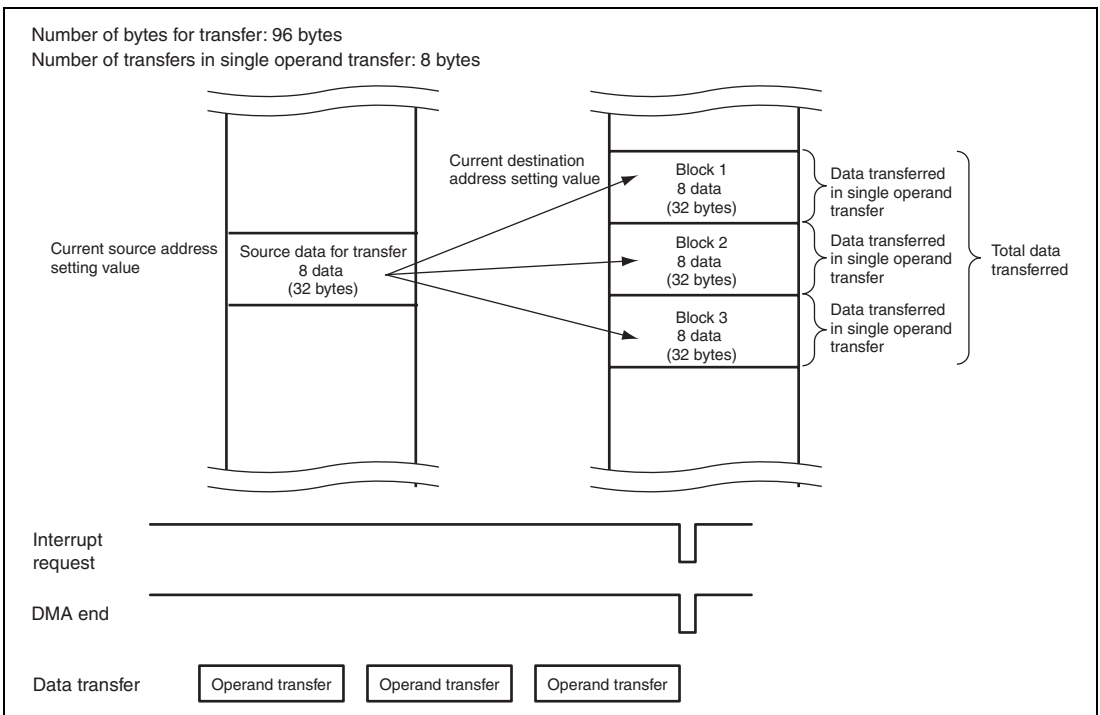 Number of bytes for transfer: 96 bytes
Number of transfers in single operand transfer: 8 bytes
Current source address
setting value
Source data for transfer
8 data
(32 bytes)
Current destination
address setting value
Block 1
8 data
(32 bytes)
Block 2
8 data
(32 bytes)
Block 3
8 data
(32 bytes)
Data transferred
in single operand
transfer
Data transferred
in single operand
transfer
Data transferred
in single operand
transfer
Total data
transferred
Interrupt
request
DMA end
Data transfer
Operand transfer
Operand transfer
Operand transfer